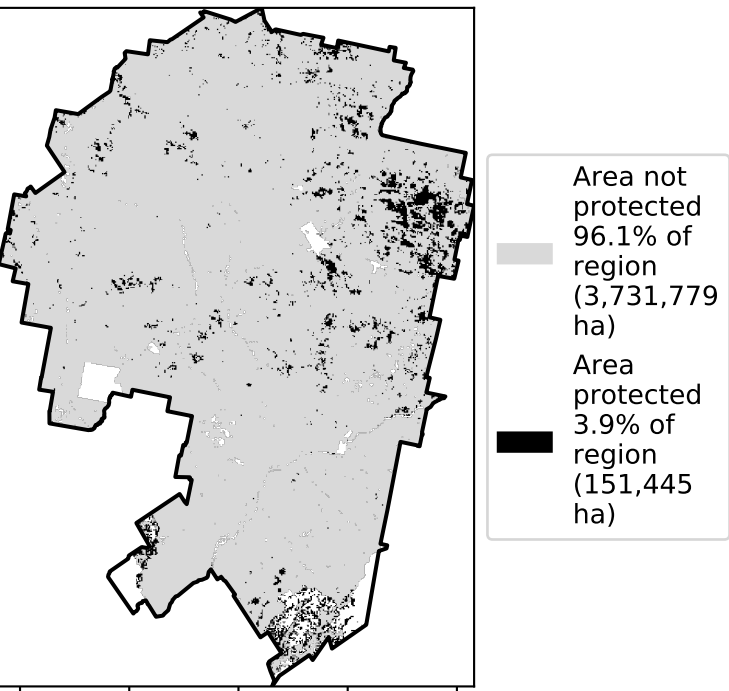 Area not
protected
96.1% of
region
(3,731,779
ha)
Area
protected
3.9% of
region
(151,445
ha)